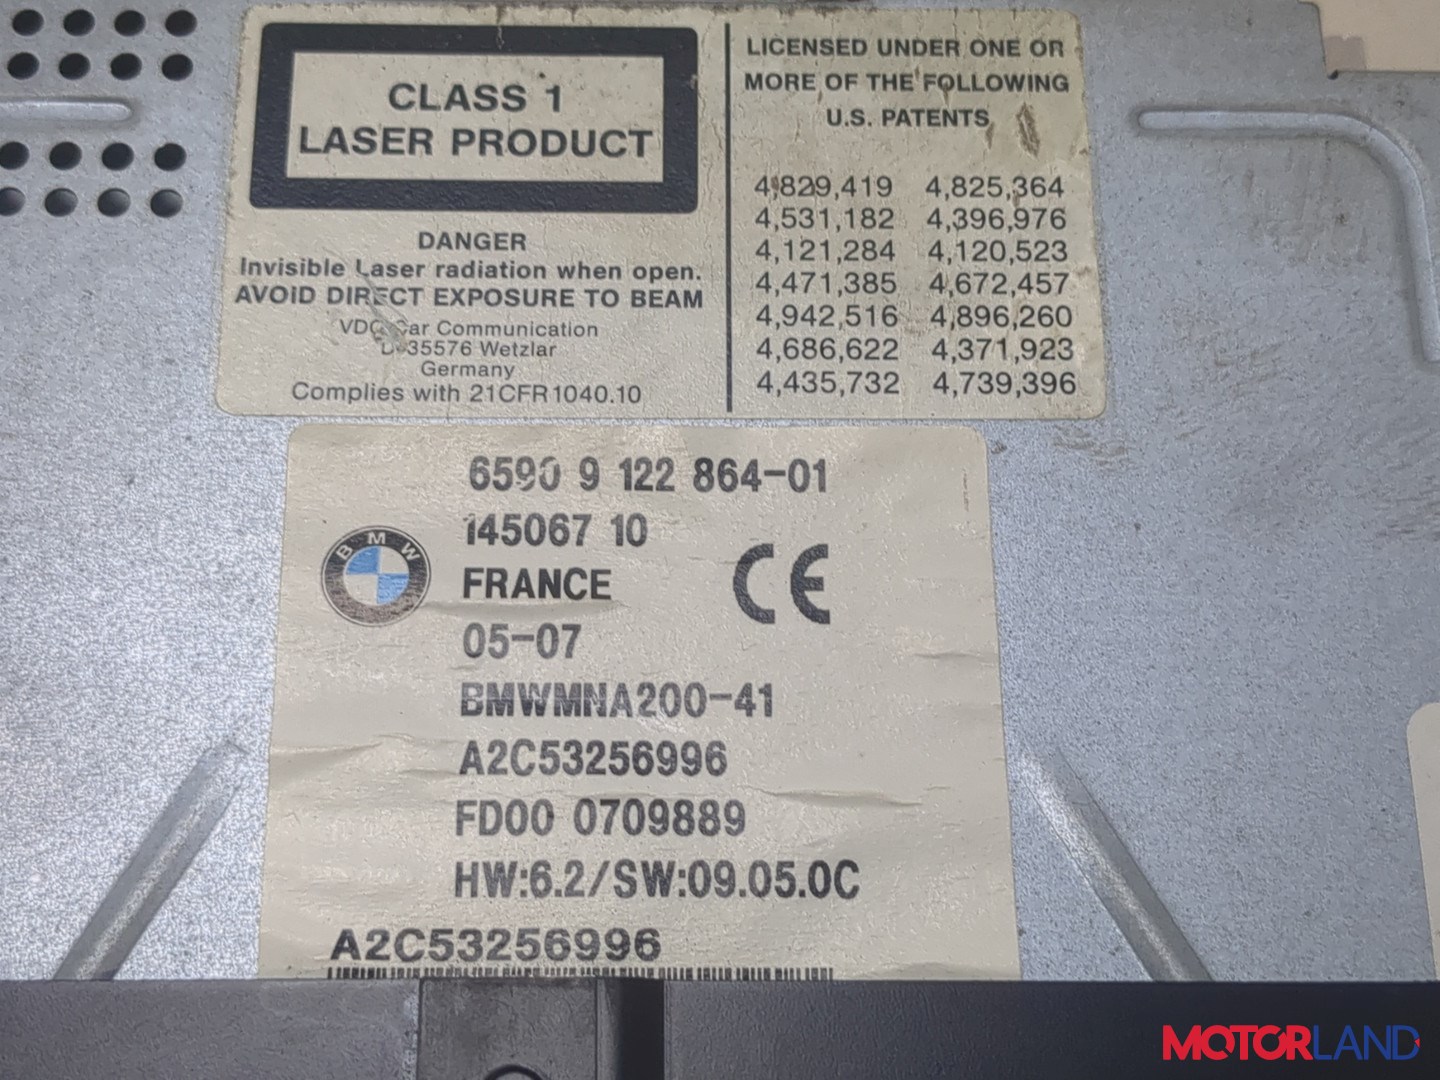 CLASS 1
LASER PRODUCT
DANGER
Invisible Laser radiation when open.
AVOID DIRECT EXPOSURE TO BEAM
VDO Car Communication
D-35576 Wetzlar
Germany
Complies with 21CFR1040.10
LICENSED UNDER ONE OR
MORE OF THE FOLLOWING
U.S. PATENTS
4,829,419 4,825,364
4,531,182 4,396,976
4,121,284 4,120,523
4,471,385 4,672,457
4,942,516 4,896,260
4,686,622 4,371,923
4,435,732 4,739,396
6590 9 122 864-01
145067 10
BMW
FRANCE
CE
05-07
BMWMNA200-41
A2C53256996
FD00 0709889
HW:6.2/SW:09.05.0C
A2C53256996
MOTORLAND